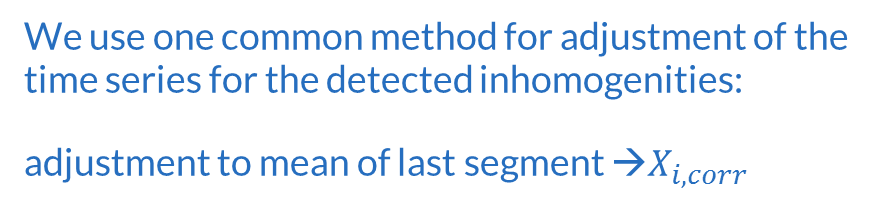 We use one common method for adjustment of the
time series for the detected inhomogenities:
adjustment to mean of last segment →X_{i,corr}